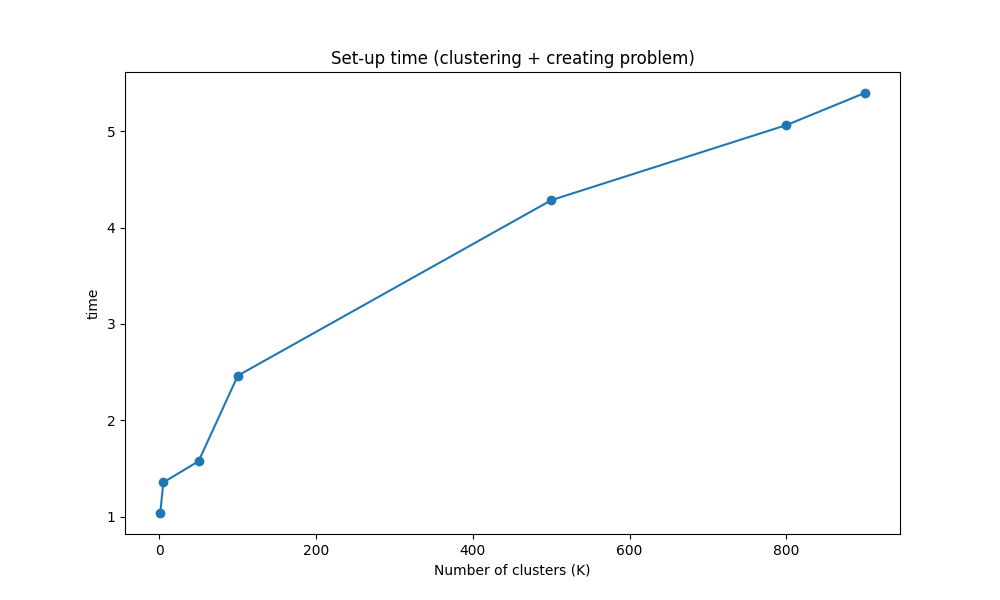 Set-up time (clustering + creating problem)
5
4
3
2
1
time
0 200 400 600 800
Number of clusters (K)